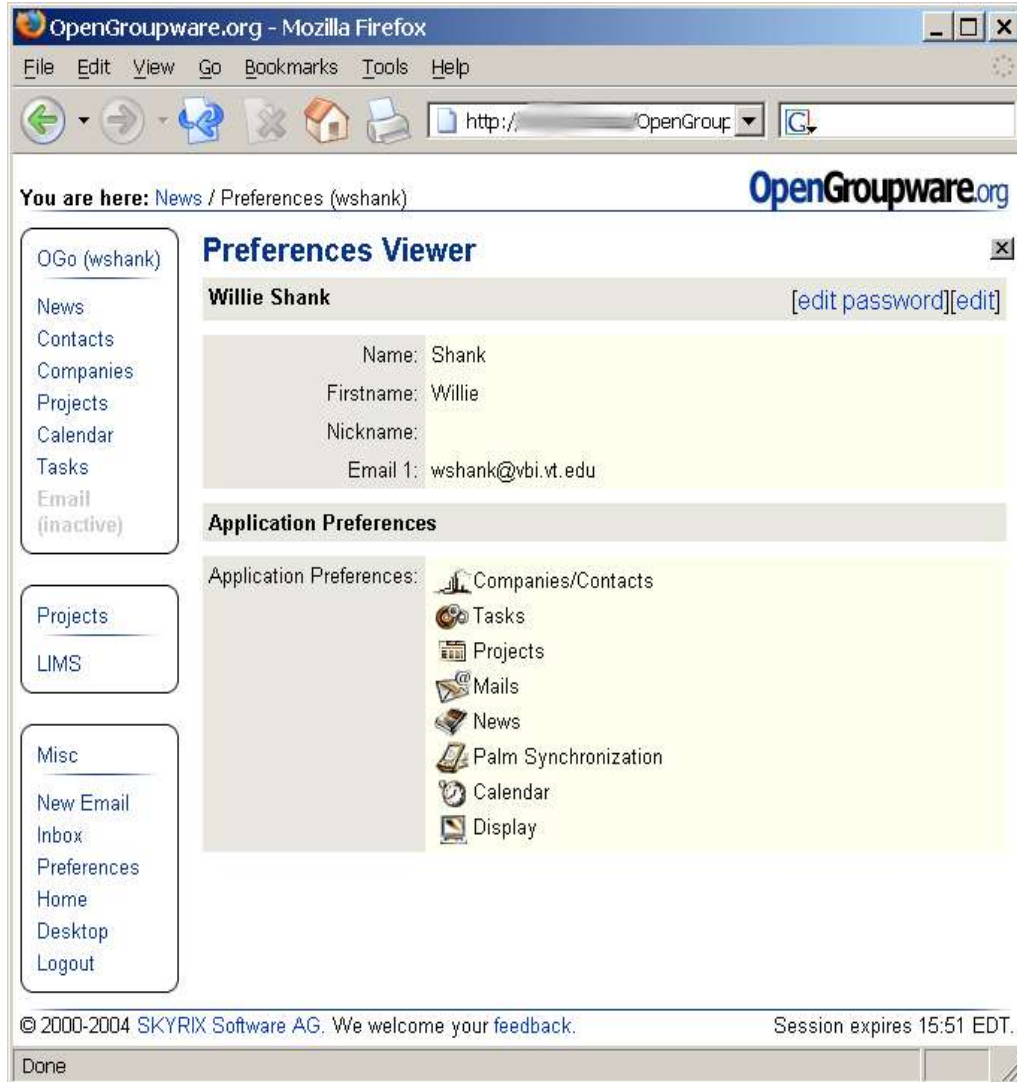 OpenGroupware.org - Mozilla Firefox
File Edit View Go Bookmarks Tools Help
http:// /OpenGroup
G
You are here: News / Preferences (wshank)
OpenGroupware.org
OGo (wshank)
News
Contacts
Companies
Projects
Calendar
Tasks
Email
(inactive)
Projects
LIMS
Misc
New Email
Inbox
Preferences
Home
Desktop
Logout
Preferences Viewer
Willie Shank [edit password][edit]
Name: Shank
Firstname: Willie
Nickname:
Email 1: wshank@vbi.vt.edu
Application Preferences
Application Preferences: Companies/Contacts
Tasks
Projects
Mails
News
Palm Synchronization
Calendar
Display
© 2000-2004 SKYRIX Software AG. We welcome your feedback. Session expires 15:51 EDT.
Done